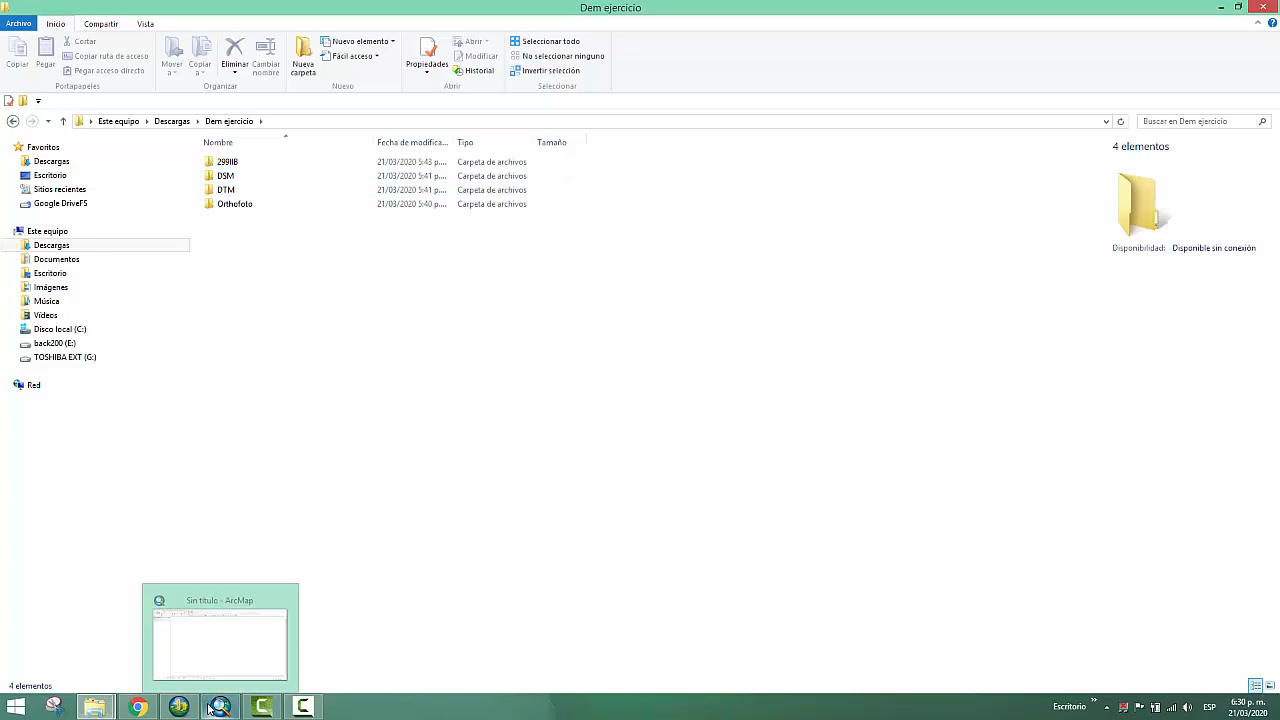 Dem ejercicio
Archivo Inicio Compartir Vista
Copiar
Pegar
Cortar
Copiar ruta de acceso
Pegar acceso directo
Portapapeles
Mover a
Copiar a
Eliminar
Cambiar nombre
Organizar
Nueva carpeta
Nuevo elemento
Fácil acceso
Nuevo
Propiedades
Abrir
Modificar
Historial
Abrir
Seleccionar todo
No seleccionar ninguno
Invertir selección
Seleccionar
Este equipo Descargas Dem ejercicio
Buscar en Dem ejercicio
Favoritos
Descargas
Escritorio
Sitios recientes
Google DriveFS
Este equipo
Descargas
Documentos
Escritorio
Imágenes
Música
Vídeos
Disco local (C:)
back200 (E:)
TOSHIBA EXT (G:)
Red
Nombre Fecha de modifica... Tipo Tamaño
299IIB 21/03/2020 5:43 p.... Carpeta de archivos
DSM 21/03/2020 5:41 p.... Carpeta de archivos
DTM 21/03/2020 5:41 p.... Carpeta de archivos
Orthofoto 21/03/2020 5:40 p.... Carpeta de archivos
4 elementos
Disponibilidad: Disponible sin conexión
Sin título - ArcMap
4 elementos
Escritorio
ESP
6:30 p. m.
21/03/2020